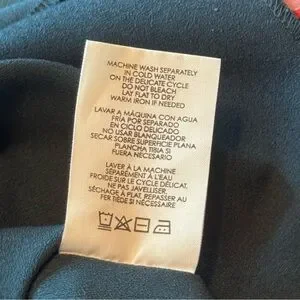 MACHINE WASH SEPARATELY
IN COLD WATER
ON THE DELICATE CYCLE
DO NOT BLEACH
LAY FLAT TO DRY
WARM IRON IF NEEDED
LAVAR A MÁQUINA CON AGUA
FRÍA POR SEPARADO
EN CICLO DELICADO
NO USAR BLANQUEADOR
SECAR SOBRE SUPERFICIE PLANA
PLANCHA TIBIA SI
FUERA NECESARIO
LAVER À LA MACHINE
SÉPARÉMENT À L'EAU
FROIDE SUR LE CYCLE DÉLICAT,
NE PAS JAVELLISER,
SÉCHAGE À PLAT, REPASSER AU
FER TIÈDE SI NÉCESSAIRE